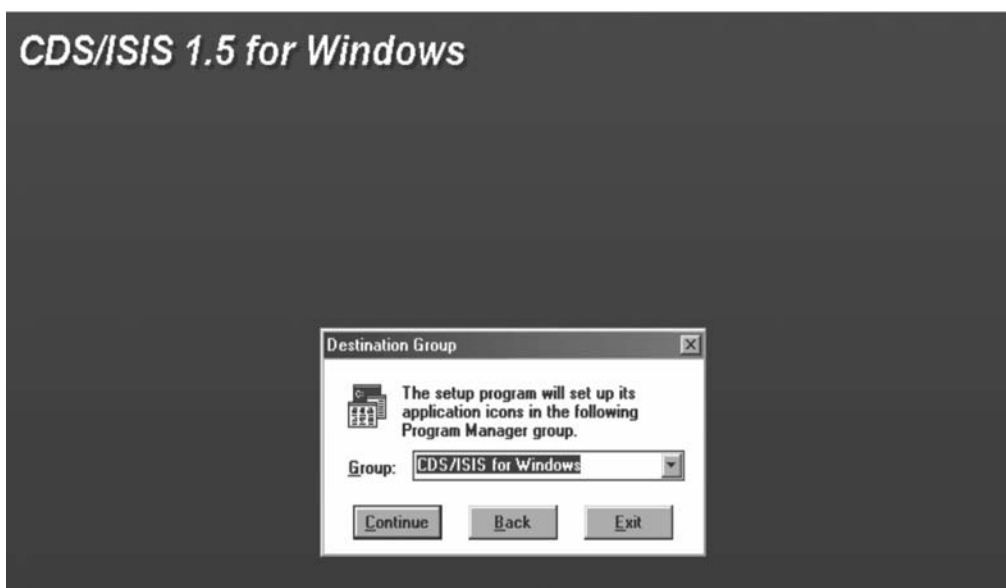 CDS/ISIS 1.5 for Windows
Destination Group
The setup program will set up its
application icons in the following
Program Manager group.
Group: CDS/ISIS for Windows
Continue Back Exit